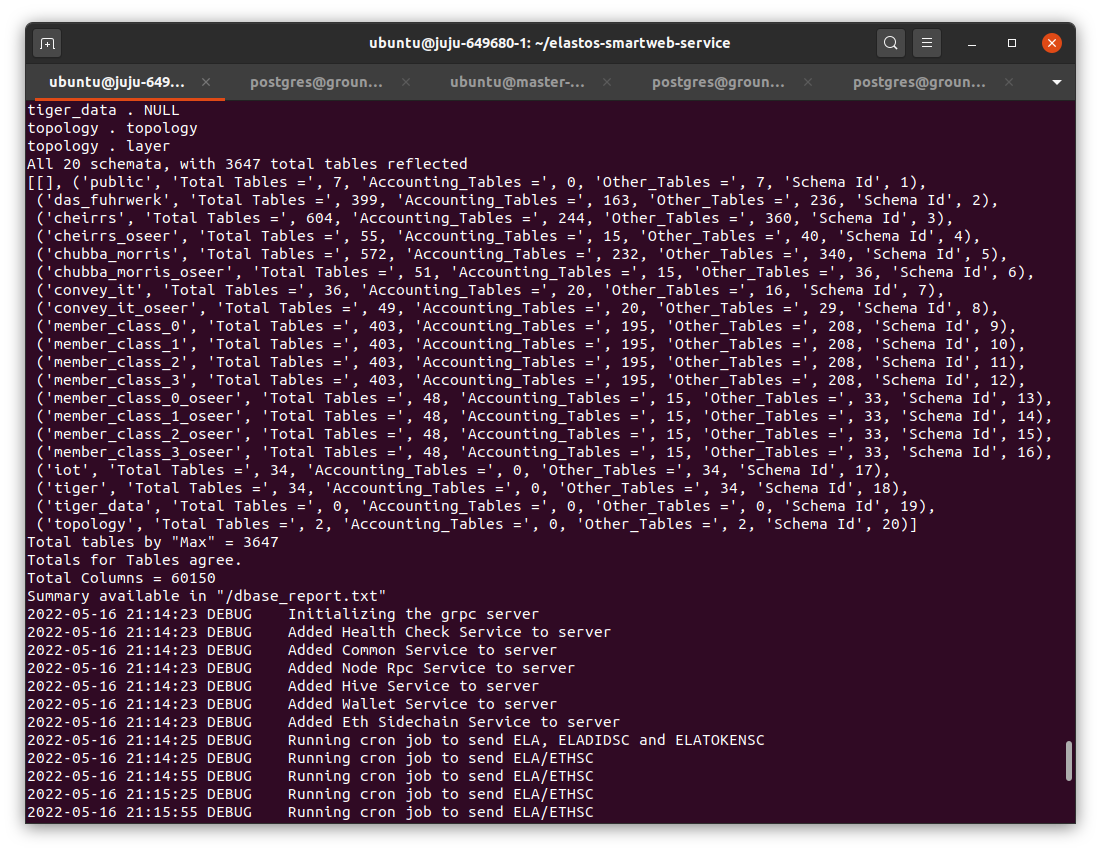 ubuntu@juju-649680-1: ~/elastos-smartweb-service
ubuntu@juju-649... × postgres@groun... × ubuntu@master-... × postgres@groun... × postgres@groun... ×
tiger_data . NULL
topology . topology
topology . layer
All 20 schemata, with 3647 total tables reflected
[[], ('public', 'Total Tables =', 7, 'Accounting_Tables =', 0, 'Other_Tables =', 7, 'Schema Id', 1),
('das_fuhrwerk', 'Total Tables =', 399, 'Accounting_Tables =', 163, 'Other_Tables =', 236, 'Schema Id', 2),
('cheirrs', 'Total Tables =', 604, 'Accounting_Tables =', 244, 'Other_Tables =', 360, 'Schema Id', 3),
('cheirrs_oseer', 'Total Tables =', 55, 'Accounting_Tables =', 15, 'Other_Tables =', 40, 'Schema Id', 4),
('chubba_morris', 'Total Tables =', 572, 'Accounting_Tables =', 232, 'Other_Tables =', 340, 'Schema Id', 5),
('chubba_morris_oseer', 'Total Tables =', 51, 'Accounting_Tables =', 15, 'Other_Tables =', 36, 'Schema Id', 6),
('convey_it', 'Total Tables =', 36, 'Accounting_Tables =', 20, 'Other_Tables =', 16, 'Schema Id', 7),
('convey_it_oseer', 'Total Tables =', 49, 'Accounting_Tables =', 20, 'Other_Tables =', 29, 'Schema Id', 8),
('member_class_0', 'Total Tables =', 403, 'Accounting_Tables =', 195, 'Other_Tables =', 208, 'Schema Id', 9),
('member_class_1', 'Total Tables =', 403, 'Accounting_Tables =', 195, 'Other_Tables =', 208, 'Schema Id', 10),
('member_class_2', 'Total Tables =', 403, 'Accounting_Tables =', 195, 'Other_Tables =', 208, 'Schema Id', 11),
('member_class_3', 'Total Tables =', 403, 'Accounting_Tables =', 195, 'Other_Tables =', 208, 'Schema Id', 12),
('member_class_0_oseer', 'Total Tables =', 48, 'Accounting_Tables =', 15, 'Other_Tables =', 33, 'Schema Id', 13),
('member_class_1_oseer', 'Total Tables =', 48, 'Accounting_Tables =', 15, 'Other_Tables =', 33, 'Schema Id', 14),
('member_class_2_oseer', 'Total Tables =', 48, 'Accounting_Tables =', 15, 'Other_Tables =', 33, 'Schema Id', 15),
('member_class_3_oseer', 'Total Tables =', 48, 'Accounting_Tables =', 15, 'Other_Tables =', 33, 'Schema Id', 16),
('iot', 'Total Tables =', 34, 'Accounting_Tables =', 0, 'Other_Tables =', 34, 'Schema Id', 17),
('tiger', 'Total Tables =', 34, 'Accounting_Tables =', 0, 'Other_Tables =', 34, 'Schema Id', 18),
('tiger_data', 'Total Tables =', 0, 'Accounting_Tables =', 0, 'Other_Tables =', 0, 'Schema Id', 19),
('topology', 'Total Tables =', 2, 'Accounting_Tables =', 0, 'Other_Tables =', 2, 'Schema Id', 20)]
Total tables by "Max" = 3647
Totals for Tables agree.
Total Columns = 60150
Summary available in "/dbase_report.txt"
2022-05-16 21:14:23 DEBUG    Initializing the grpc server
2022-05-16 21:14:23 DEBUG    Added Health Check Service to server
2022-05-16 21:14:23 DEBUG    Added Common Service to server
2022-05-16 21:14:23 DEBUG    Added Node Rpc Service to server
2022-05-16 21:14:23 DEBUG    Added Hive Service to server
2022-05-16 21:14:23 DEBUG    Added Wallet Service to server
2022-05-16 21:14:23 DEBUG    Added Eth Sidechain Service to server
2022-05-16 21:14:25 DEBUG    Running cron job to send ELA, ELADIDSC and ELATOKENSC
2022-05-16 21:14:25 DEBUG    Running cron job to send ELA/ETHSC
2022-05-16 21:14:55 DEBUG    Running cron job to send ELA/ETHSC
2022-05-16 21:15:25 DEBUG    Running cron job to send ELA/ETHSC
2022-05-16 21:15:55 DEBUG    Running cron job to send ELA/ETHSC